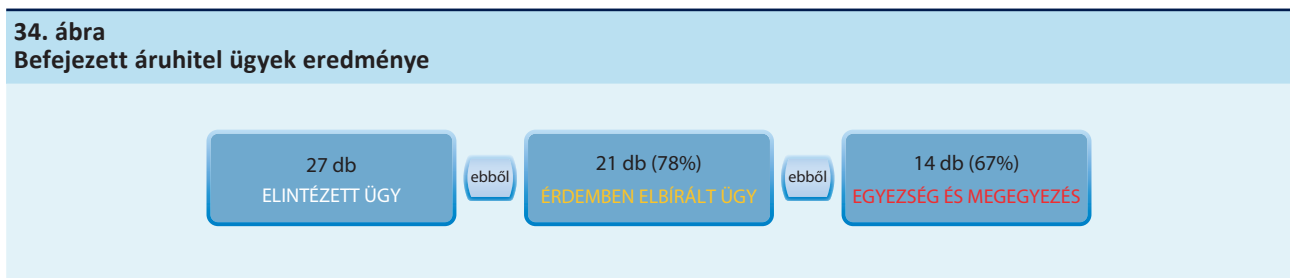 34. ábra
Befejezett áruhitel ügyek eredménye
27 db
ELINTÉZETT ÜGY
ebből
21 db (78%)
ÉRDEMBEN ELBÍRÁLT ÜGY
ebből
14 db (67%)
EGYEZSÉG ÉS MEGEGYEZÉS